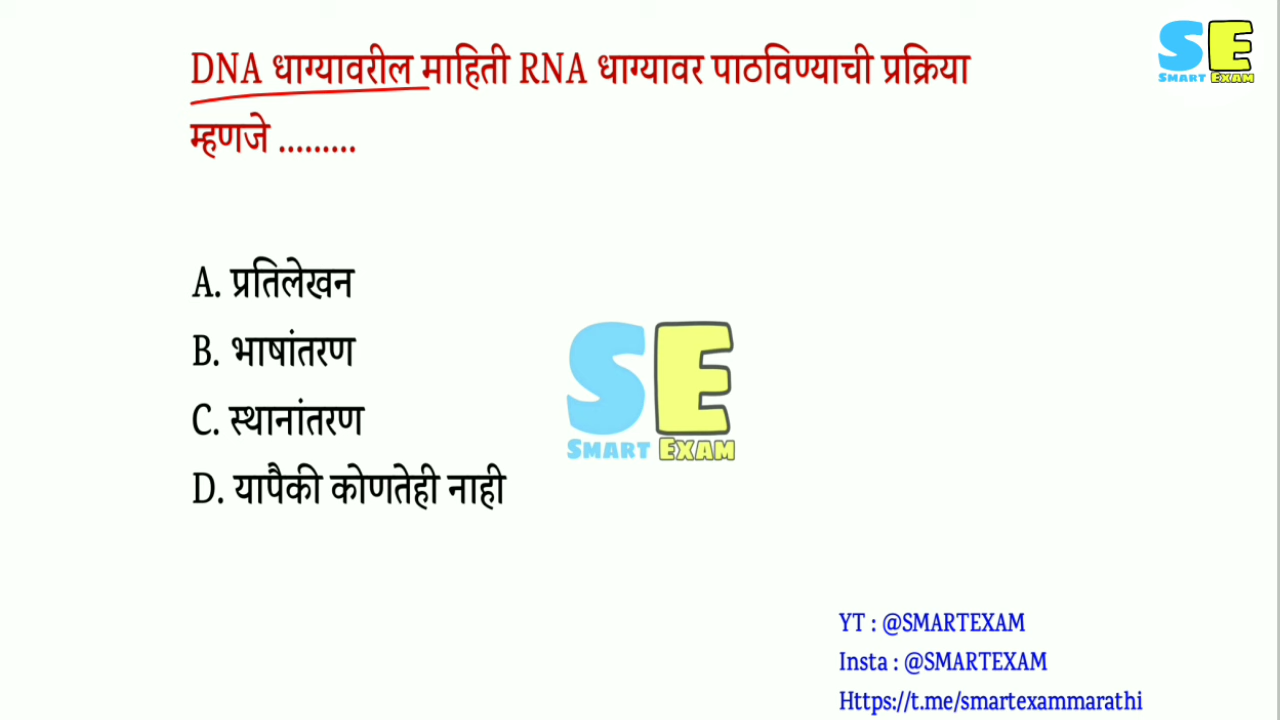 DNA धाग्यावरील माहिती RNA धाग्यावर पाठविण्याची प्रक्रिया
म्हणजे .........
SE
SMART EXAM
A. प्रतिलेखन
B. भाषांतरण
C. स्थानांतरण
D. यापैकी कोणतेही नाही
SE
SMART EXAM
YT : @SMARTEXAM
Insta : @SMARTEXAM
Https://t.me/smartexammarathi